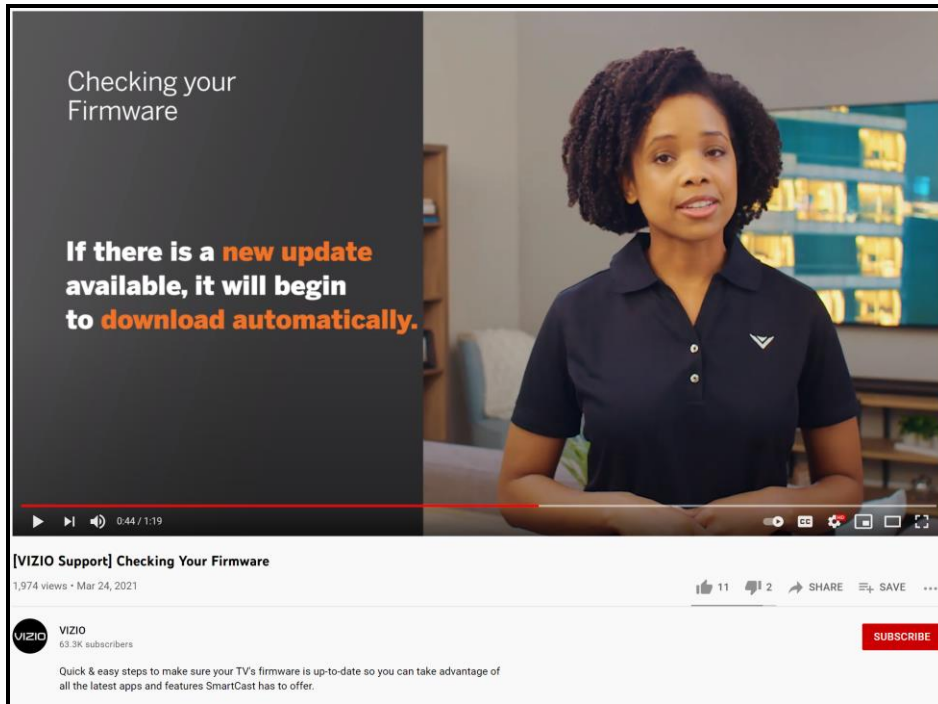 Checking your
Firmware
If there is a new update
available, it will begin
to download automatically.
0:44 / 1:19
CC
HD
[VIZIO Support] Checking Your Firmware
1,974 views • Mar 24, 2021
11
2
SHARE
SAVE
VIZIO
VIZIO
63.3K subscribers
SUBSCRIBE
Quick & easy steps to make sure your TV's firmware is up-to-date so you can take advantage of
all the latest apps and features SmartCast has to offer.